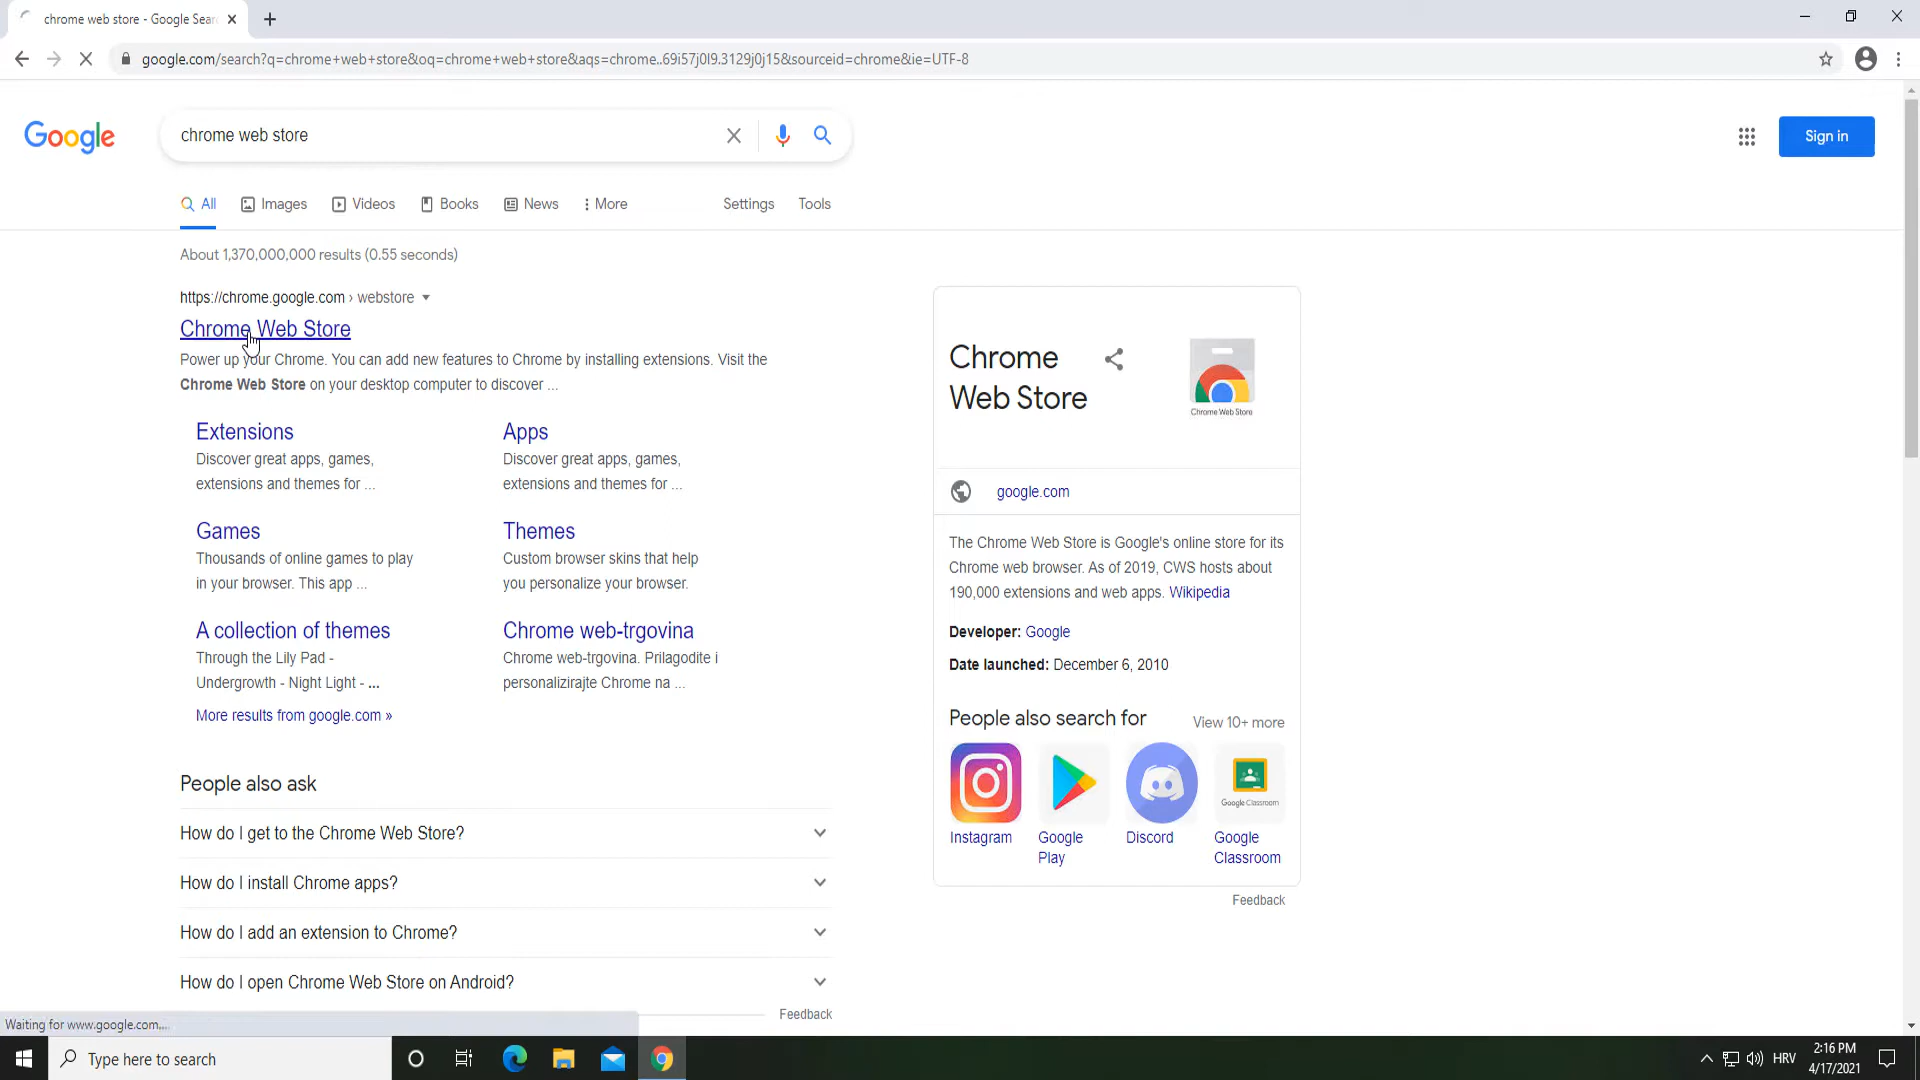 chrome web store - Google Sear
google.com/search?q=chrome+web+store&oq=chrome+web+store&aqs=chrome..69i57j0l9.3129j0j15&sourceid=chrome&ie=UTF-8
Google
chrome web store
Sign in
All
Images
Videos
Books
News
More
Settings
Tools
About 1,370,000,000 results (0.55 seconds)
https://chrome.google.com › webstore
Chrome Web Store
Power up your Chrome. You can add new features to Chrome by installing extensions. Visit the
Chrome Web Store on your desktop computer to discover ...
Extensions
Discover great apps, games,
extensions and themes for ...
Apps
Discover great apps, games,
extensions and themes for ...
Games
Thousands of online games to play
in your browser. This app ...
Themes
Custom browser skins that help
you personalize your browser.
A collection of themes
Through the Lily Pad -
Undergrowth - Night Light - ...
Chrome web-trgovina
Chrome web-trgovina. Prilagodite i
personalizirajte Chrome na ...
More results from google.com »
People also ask
How do I get to the Chrome Web Store?
How do I install Chrome apps?
How do I add an extension to Chrome?
How do I open Chrome Web Store on Android?
Feedback
Chrome
Web Store
Chrome Web Store
google.com
The Chrome Web Store is Google's online store for its
Chrome web browser. As of 2019, CWS hosts about
190,000 extensions and web apps. Wikipedia
Developer: Google
Date launched: December 6, 2010
People also search for
View 10+ more
Google Classroom
Instagram
Google
Play
Discord
Google
Classroom
Feedback
Waiting for www.google.com...
Type here to search
HRV
2:16 PM
4/17/2021